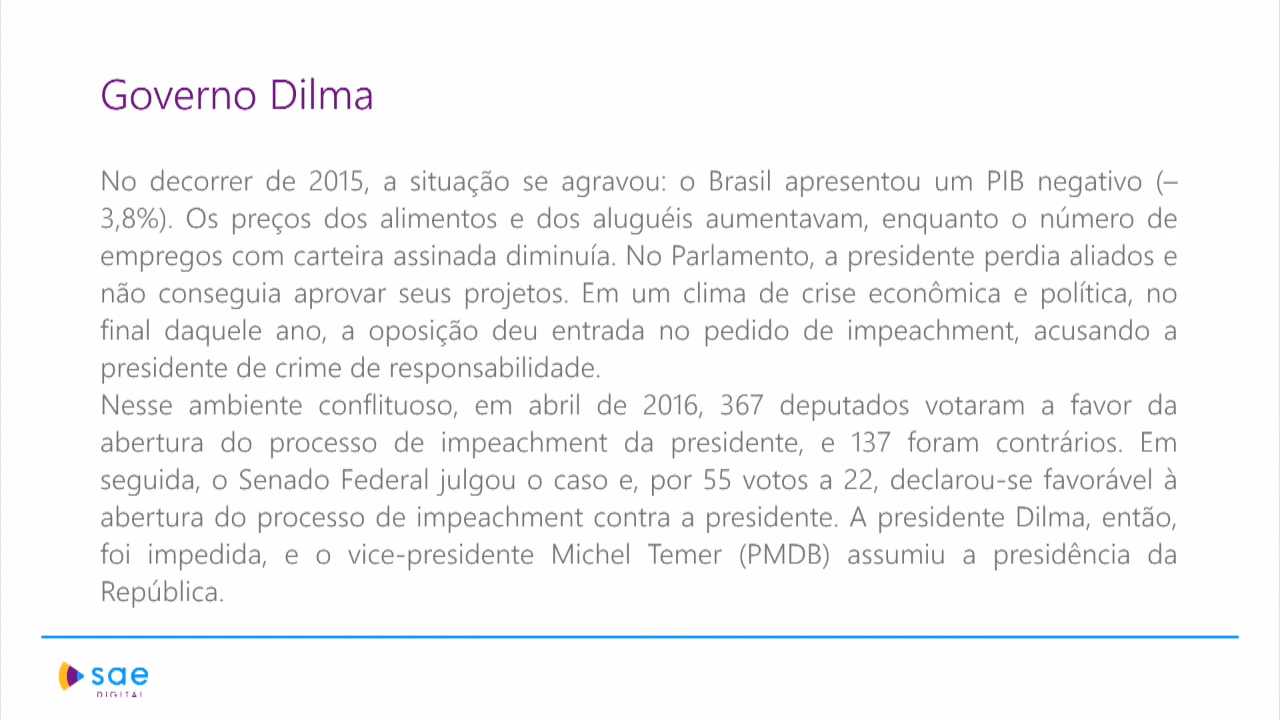 Governo Dilma
No decorrer de 2015, a situação se agravou: o Brasil apresentou um PIB negativo (–
3,8%). Os preços dos alimentos e dos aluguéis aumentavam, enquanto o número de
empregos com carteira assinada diminuía. No Parlamento, a presidente perdia aliados e
não conseguia aprovar seus projetos. Em um clima de crise econômica e política, no
final daquele ano, a oposição deu entrada no pedido de impeachment, acusando a
presidente de crime de responsabilidade.
Nesse ambiente conflituoso, em abril de 2016, 367 deputados votaram a favor da
abertura do processo de impeachment da presidente, e 137 foram contrários. Em
seguida, o Senado Federal julgou o caso e, por 55 votos a 22, declarou-se favorável à
abertura do processo de impeachment contra a presidente. A presidente Dilma, então,
foi impedida, e o vice-presidente Michel Temer (PMDB) assumiu a presidência da
República.
sae
DIGITAL